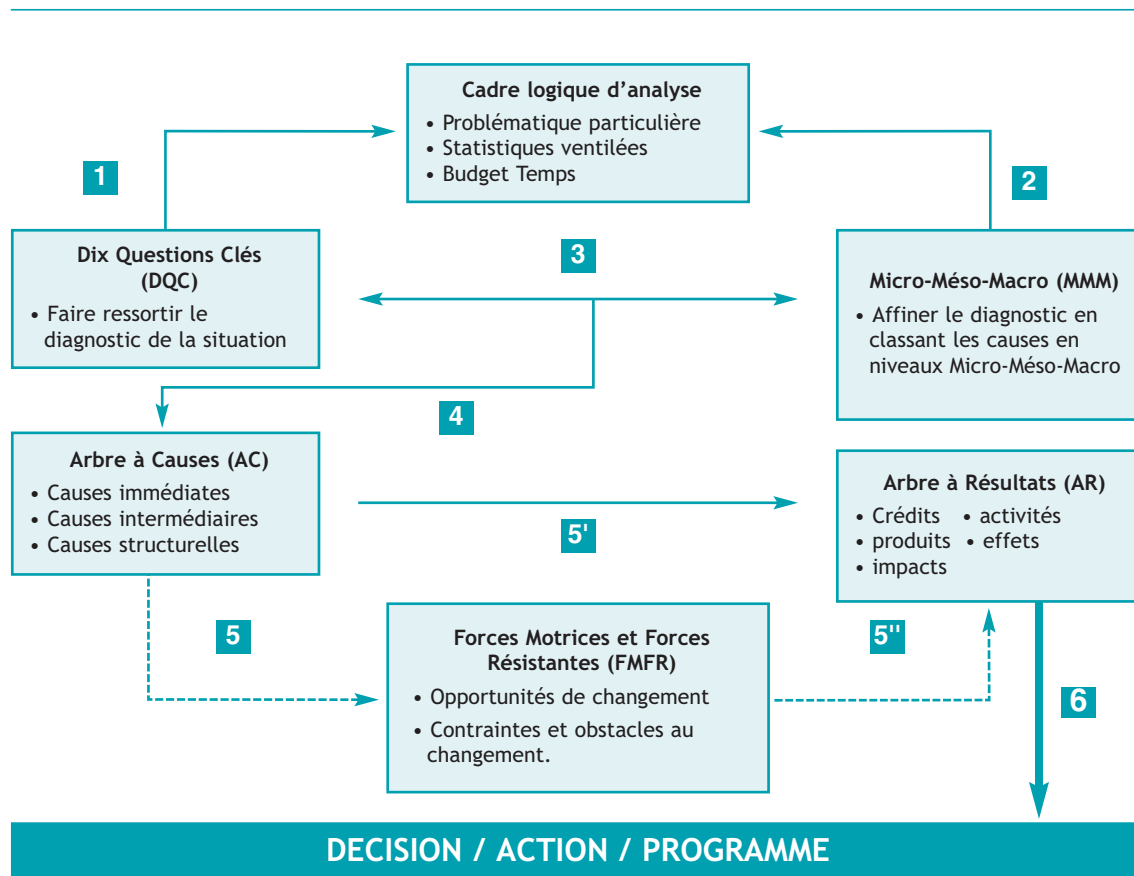 Cadre logique d'analyse
• Problématique particulière
• Statistiques ventilées
• Budget Temps
1
2
Dix Questions Clés
(DQC)
• Faire ressortir le
diagnostic de la situation
3
Micro-Méso-Macro (MMM)
• Affiner le diagnostic en
classant les causes en
niveaux Micro-Méso-Macro
4
Arbre à Causes (AC)
• Causes immédiates
• Causes intermédiaires
• Causes structurelles
5'
Arbre à Résultats (AR)
• Crédits • activités
• produits • effets
• impacts
5
Forces Motrices et Forces
Résistantes (FMFR)
• Opportunités de changement
• Contraintes et obstacles au
changement.
5''
6
DECISION / ACTION / PROGRAMME